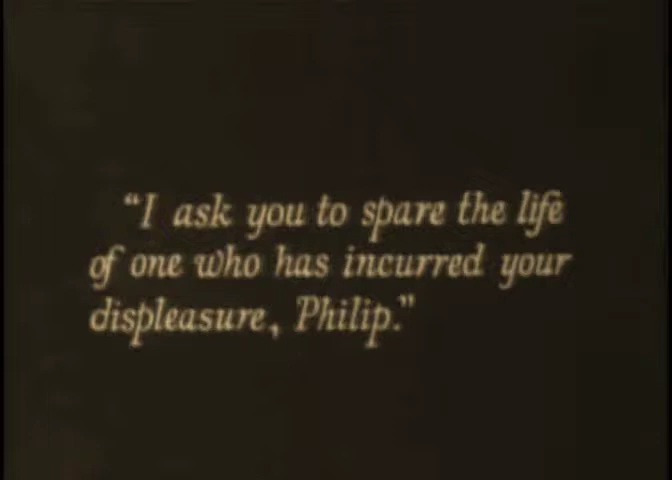 "I ask you to spare the life
of one who has incurred your
displeasure, Philip."